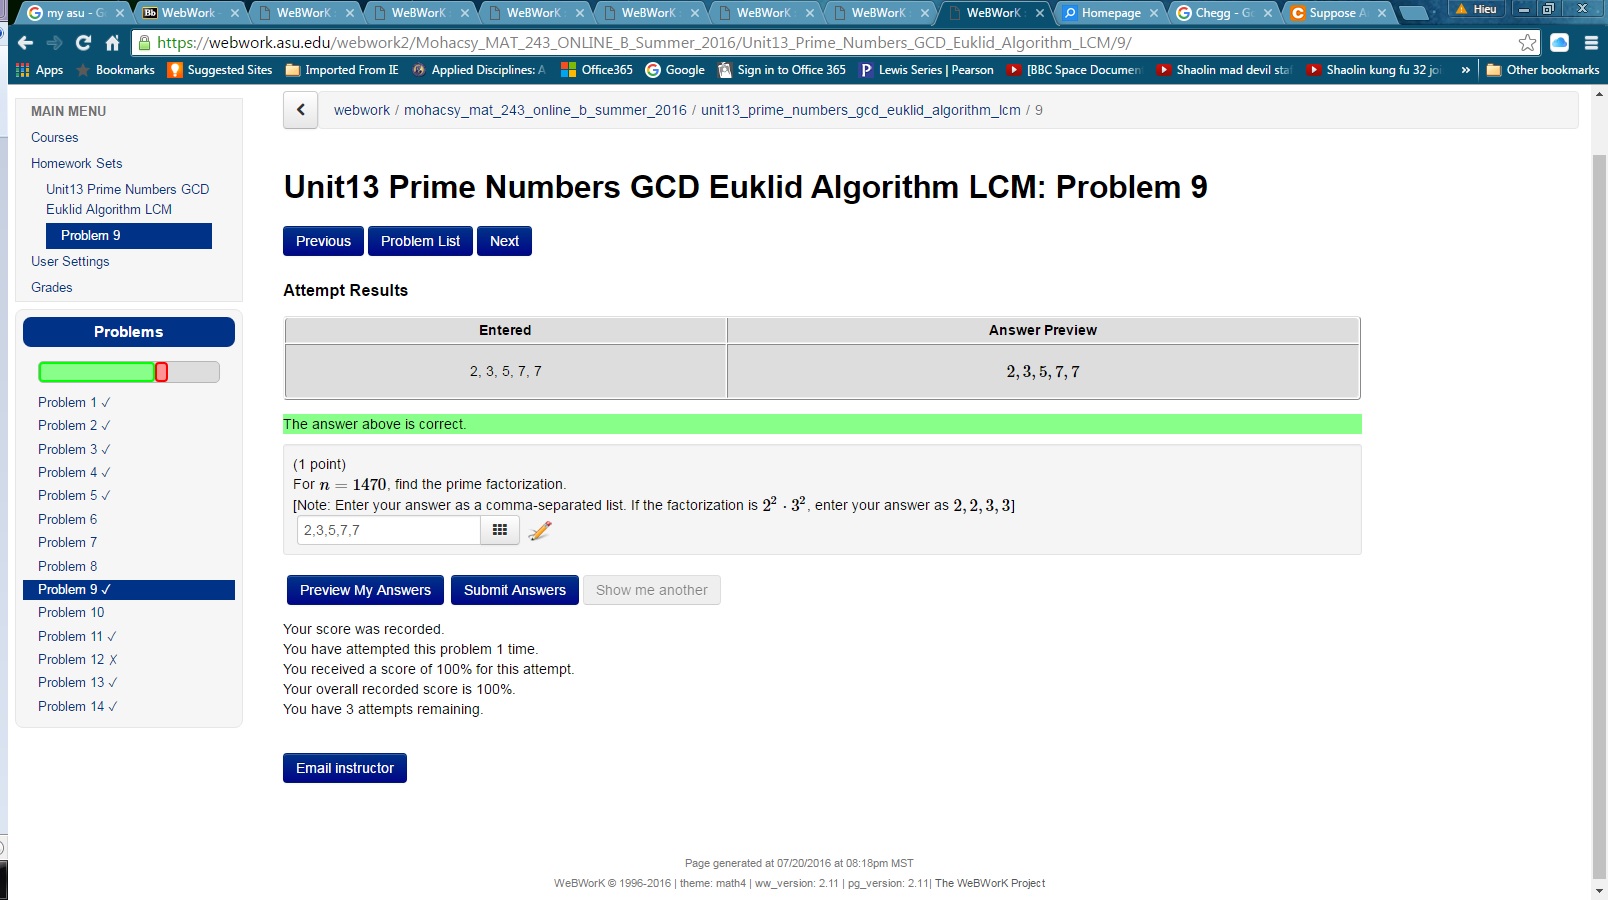 my asu - G
WebWork -
WeBWorK :
WeBWorK :
WeBWorK :
WeBWorK :
WeBWorK :
WeBWorK :
WeBWorK :
Homepage
Chegg - Go
Suppose A
Hieu
https://webwork.asu.edu/webwork2/Mohacsy_MAT_243_ONLINE_B_Summer_2016/Unit13_Prime_Numbers_GCD_Euklid_Algorithm_LCM/9/
Apps Bookmarks Suggested Sites Imported From IE Applied Disciplines: A Office365 Google Sign in to Office 365 Lewis Series | Pearson [BBC Space Documen Shaolin mad devil sta Shaolin kung fu 32 joi » Other bookmarks
MAIN MENU
Courses
Homework Sets
Unit13 Prime Numbers GCD
Euklid Algorithm LCM
Problem 9
User Settings
Grades
Problems
Problem 1 ✓
Problem 2 ✓
Problem 3 ✓
Problem 4 ✓
Problem 5 ✓
Problem 6
Problem 7
Problem 8
Problem 9 ✓
Problem 10
Problem 11 ✓
Problem 12 ✗
Problem 13 ✓
Problem 14 ✓
webwork / mohacsy_mat_243_online_b_summer_2016 / unit13_prime_numbers_gcd_euklid_algorithm_lcm / 9
Unit13 Prime Numbers GCD Euklid Algorithm LCM: Problem 9
Previous Problem List Next
Attempt Results
Entered Answer Preview
2, 3, 5, 7, 7 2, 3, 5, 7, 7
The answer above is correct.
(1 point)
For n = 1470, find the prime factorization.
[Note: Enter your answer as a comma-separated list. If the factorization is 2² · 3², enter your answer as 2, 2, 3, 3]
2,3,5,7,7
Preview My Answers Submit Answers Show me another
Your score was recorded.
You have attempted this problem 1 time.
You received a score of 100% for this attempt.
Your overall recorded score is 100%.
You have 3 attempts remaining.
Email instructor
Page generated at 07/20/2016 at 08:18pm MST
WeBWorK © 1996-2016 | theme: math4 | ww_version: 2.11 | pg_version: 2.11| The WeBWorK Project